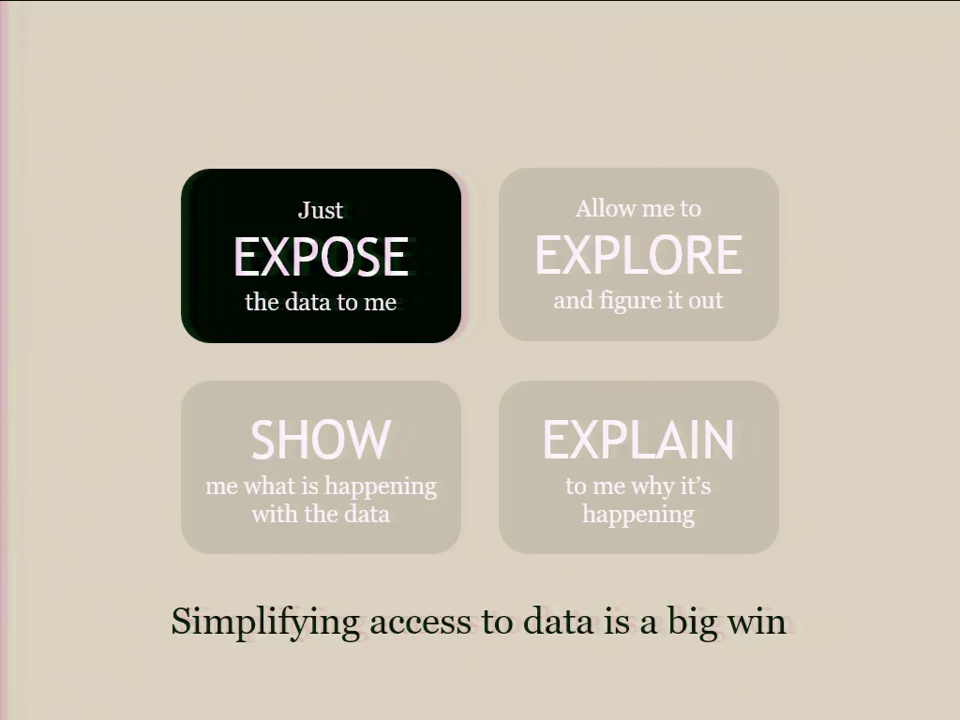 Just
EXPOSE
the data to me
Allow me to
EXPLORE
and figure it out
SHOW
me what is happening
with the data
EXPLAIN
to me why it’s
happening
Simplifying access to data is a big win